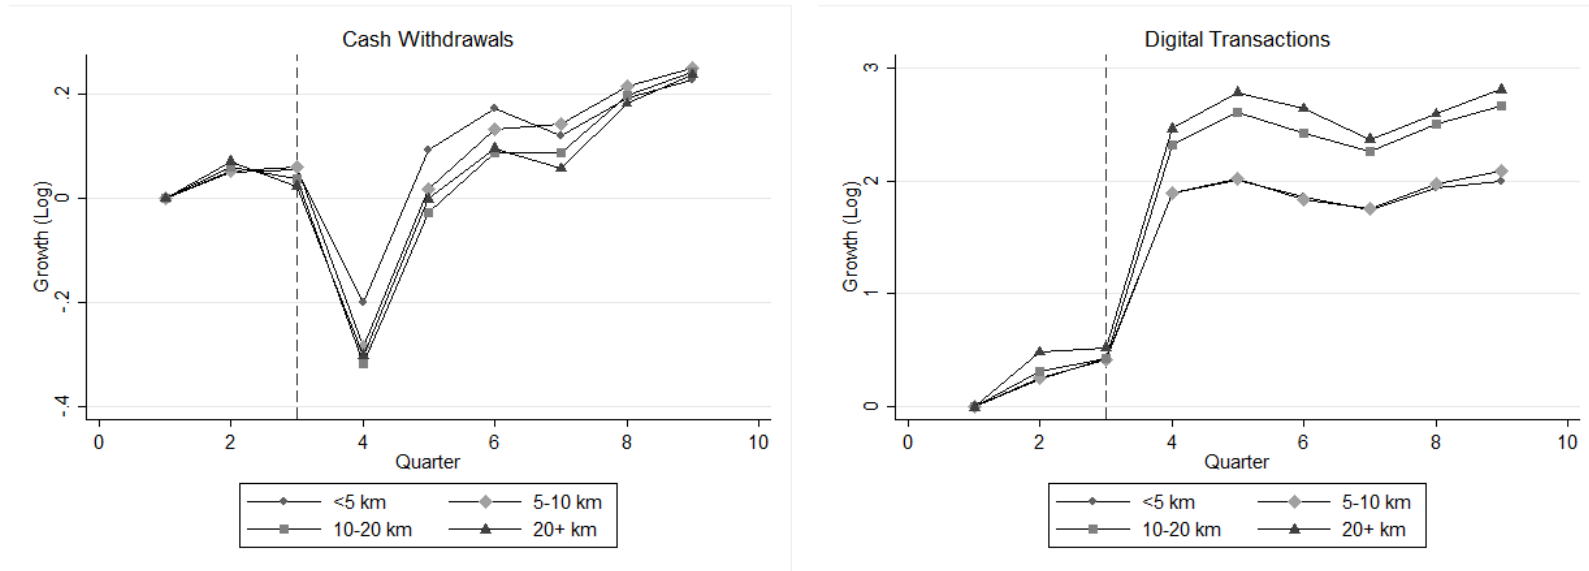 Cash Withdrawals
Growth (Log)
.2
0
-.2
-.4
0 2 4 6 8 10
Quarter
<5 km 5-10 km
10-20 km 20+ km
Digital Transactions
Growth (Log)
3
2
1
0
0 2 4 6 8 10
Quarter
<5 km 5-10 km
10-20 km 20+ km